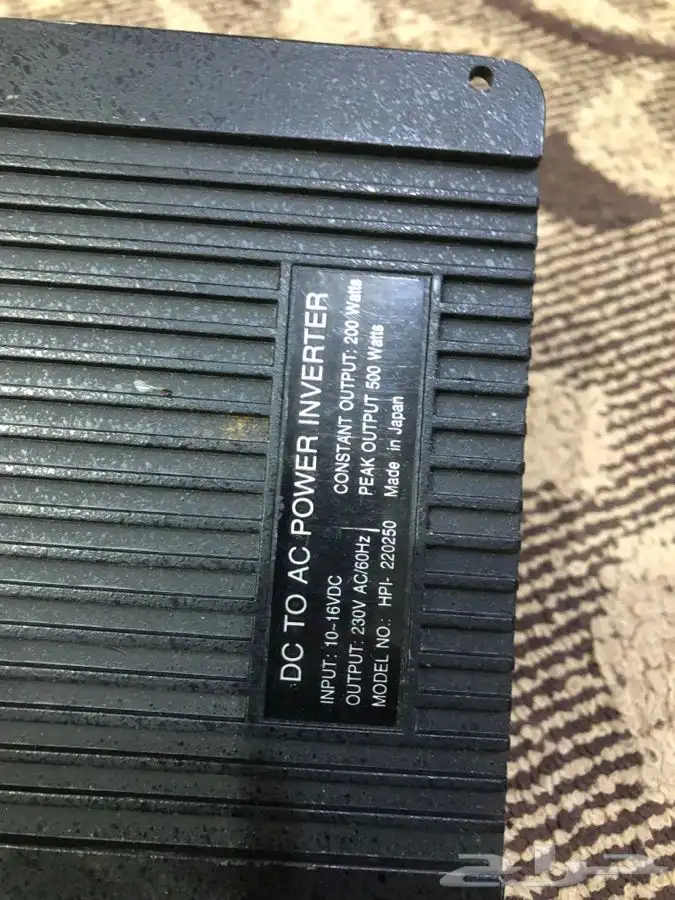 DC TO AC POWER INVERTER
INPUT: 10~16VDC
OUTPUT: 230V AC/60Hz
MODEL NO.: HPI- 220250
CONSTANT OUTPUT: 200 Watts
PEAK OUTPUT 500 Watts
Made in Japan
حراج